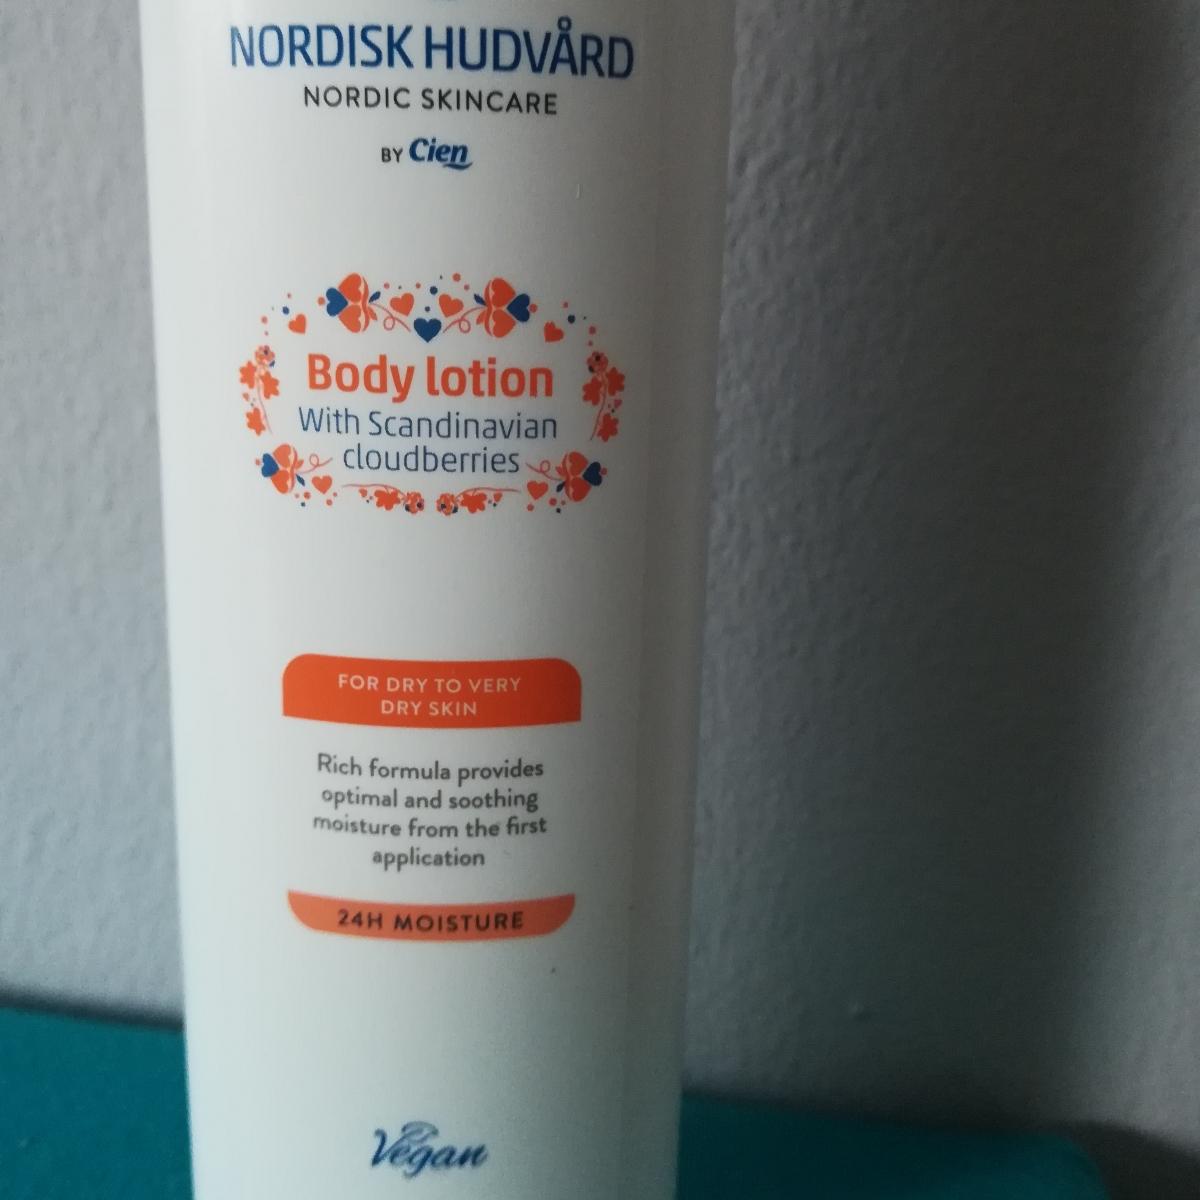 NORDISK HUDVÅRD
NORDIC SKINCARE
BY Cien
Body lotion
With Scandinavian
cloudberries
FOR DRY TO VERY
DRY SKIN
Rich formula provides
optimal and soothing
moisture from the first
application
24H MOISTURE
Vegan